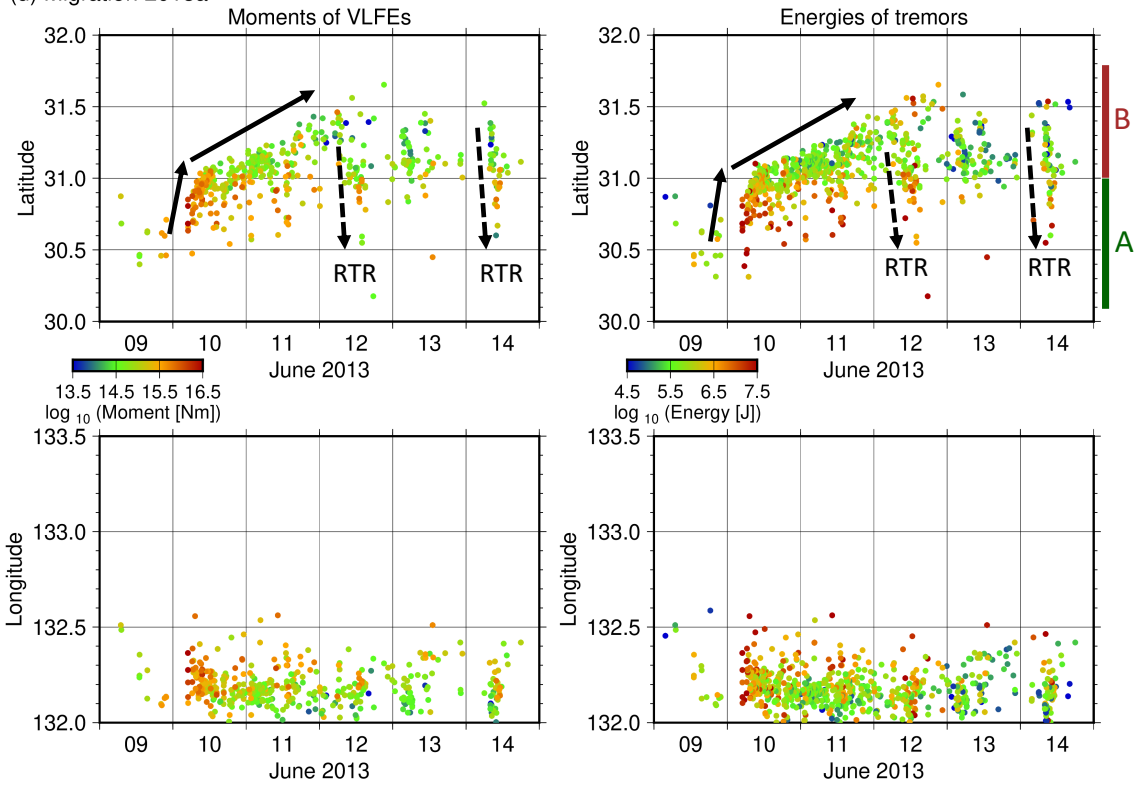 Moments of VLFEs
Energies of tremors
32.0
31.5
31.0
30.5
30.0
Latitude
RTR
RTR
09 10 11 12 13 14
June 2013
32.0
31.5
31.0
30.5
30.0
Latitude
RTR
RTR
09 10 11 12 13 14
June 2013
B
A
13.5 14.5 15.5 16.5
log 10 (Moment [Nm])
4.5 5.5 6.5 7.5
log 10 (Energy [J])
133.5
133.0
132.5
132.0
Longitude
09 10 11 12 13 14
June 2013
133.5
133.0
132.5
132.0
Longitude
09 10 11 12 13 14
June 2013